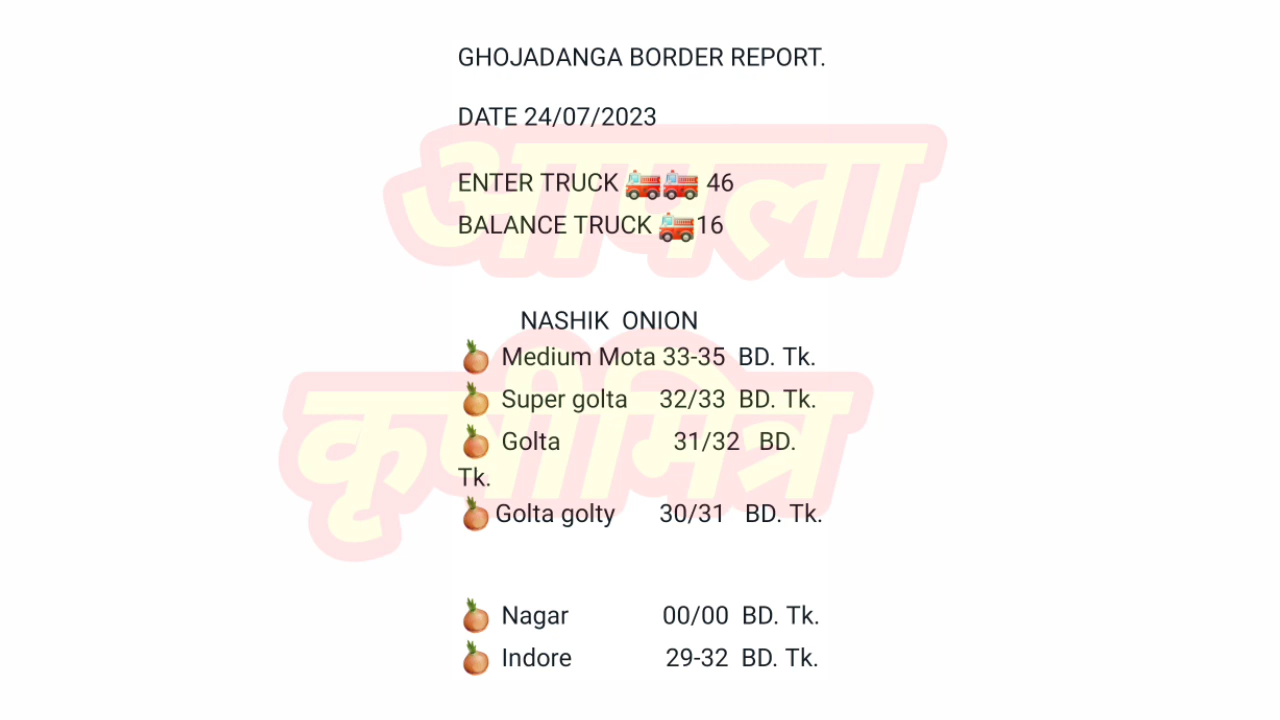 GHOJADANGA BORDER REPORT.
DATE 24/07/2023
ENTER TRUCK 🚒🚒 46
BALANCE TRUCK 🚒16
NASHIK ONION
🧅 Medium Mota 33-35 BD. Tk.
🧅 Super golta 32/33 BD. Tk.
🧅 Golta 31/32 BD.
Tk.
🧅 Golta golty 30/31 BD. Tk.
🧅 Nagar 00/00 BD. Tk.
🧅 Indore 29-32 BD. Tk.
आपला
कृषीमित्र